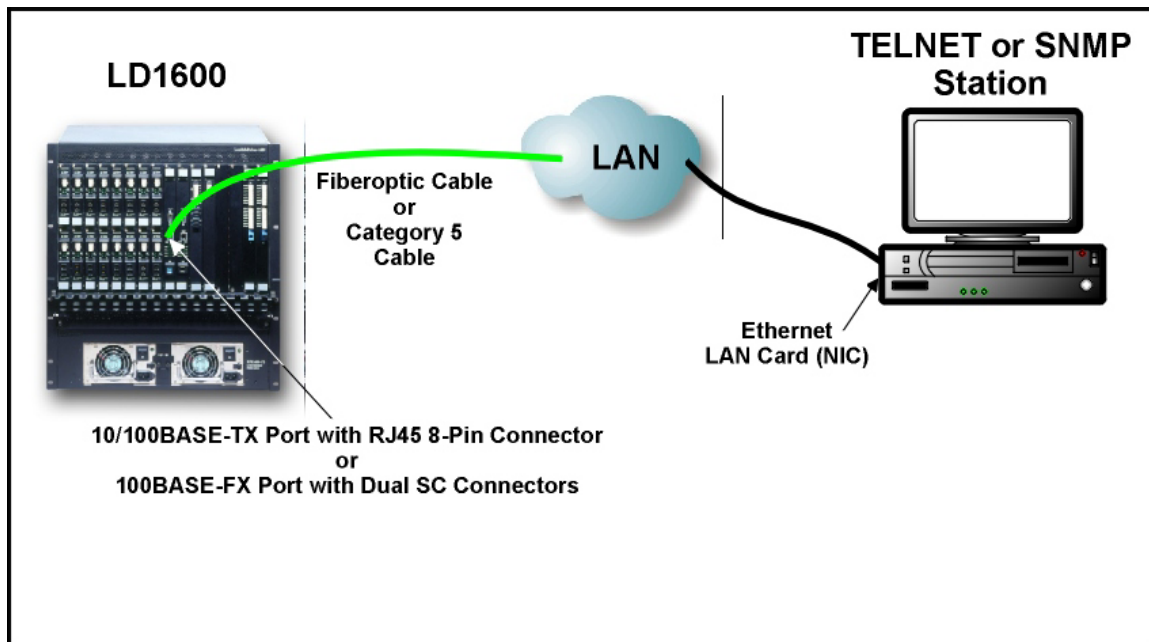 LD1600
TELNET or SNMP
Station
LAN
Fiberoptic Cable
or
Category 5
Cable
Ethernet
LAN Card (NIC)
10/100BASE-TX Port with RJ45 8-Pin Connector
or
100BASE-FX Port with Dual SC Connectors